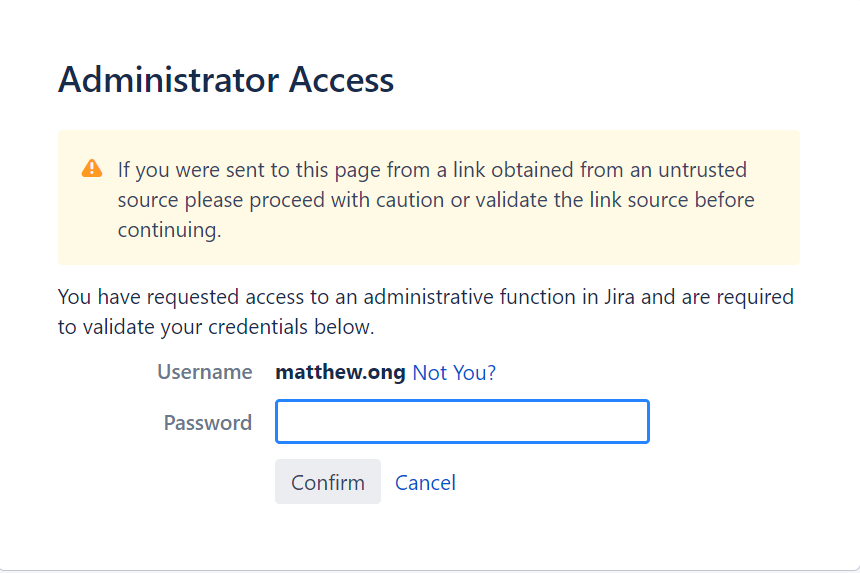 Administrator Access
If you were sent to this page from a link obtained from an untrusted
source please proceed with caution or validate the link source before
continuing.
You have requested access to an administrative function in Jira and are required
to validate your credentials below.
Username matthew.ong Not You?
Password
Confirm Cancel